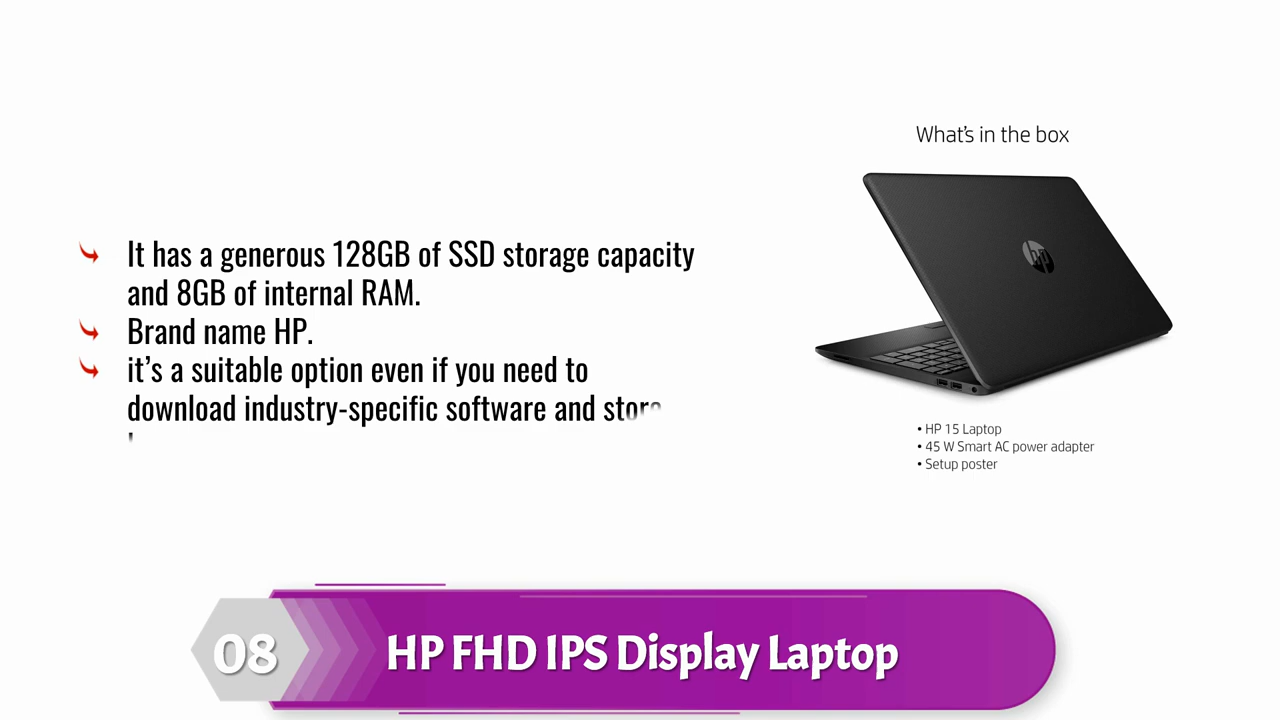 What's in the box
It has a generous 128GB of SSD storage capacity
and 8GB of internal RAM.
Brand name HP.
it’s a suitable option even if you need to
download industry-specific software and store
hp
• HP 15 Laptop
• 45 W Smart AC power adapter
• Setup poster
08
HP FHD IPS Display Laptop